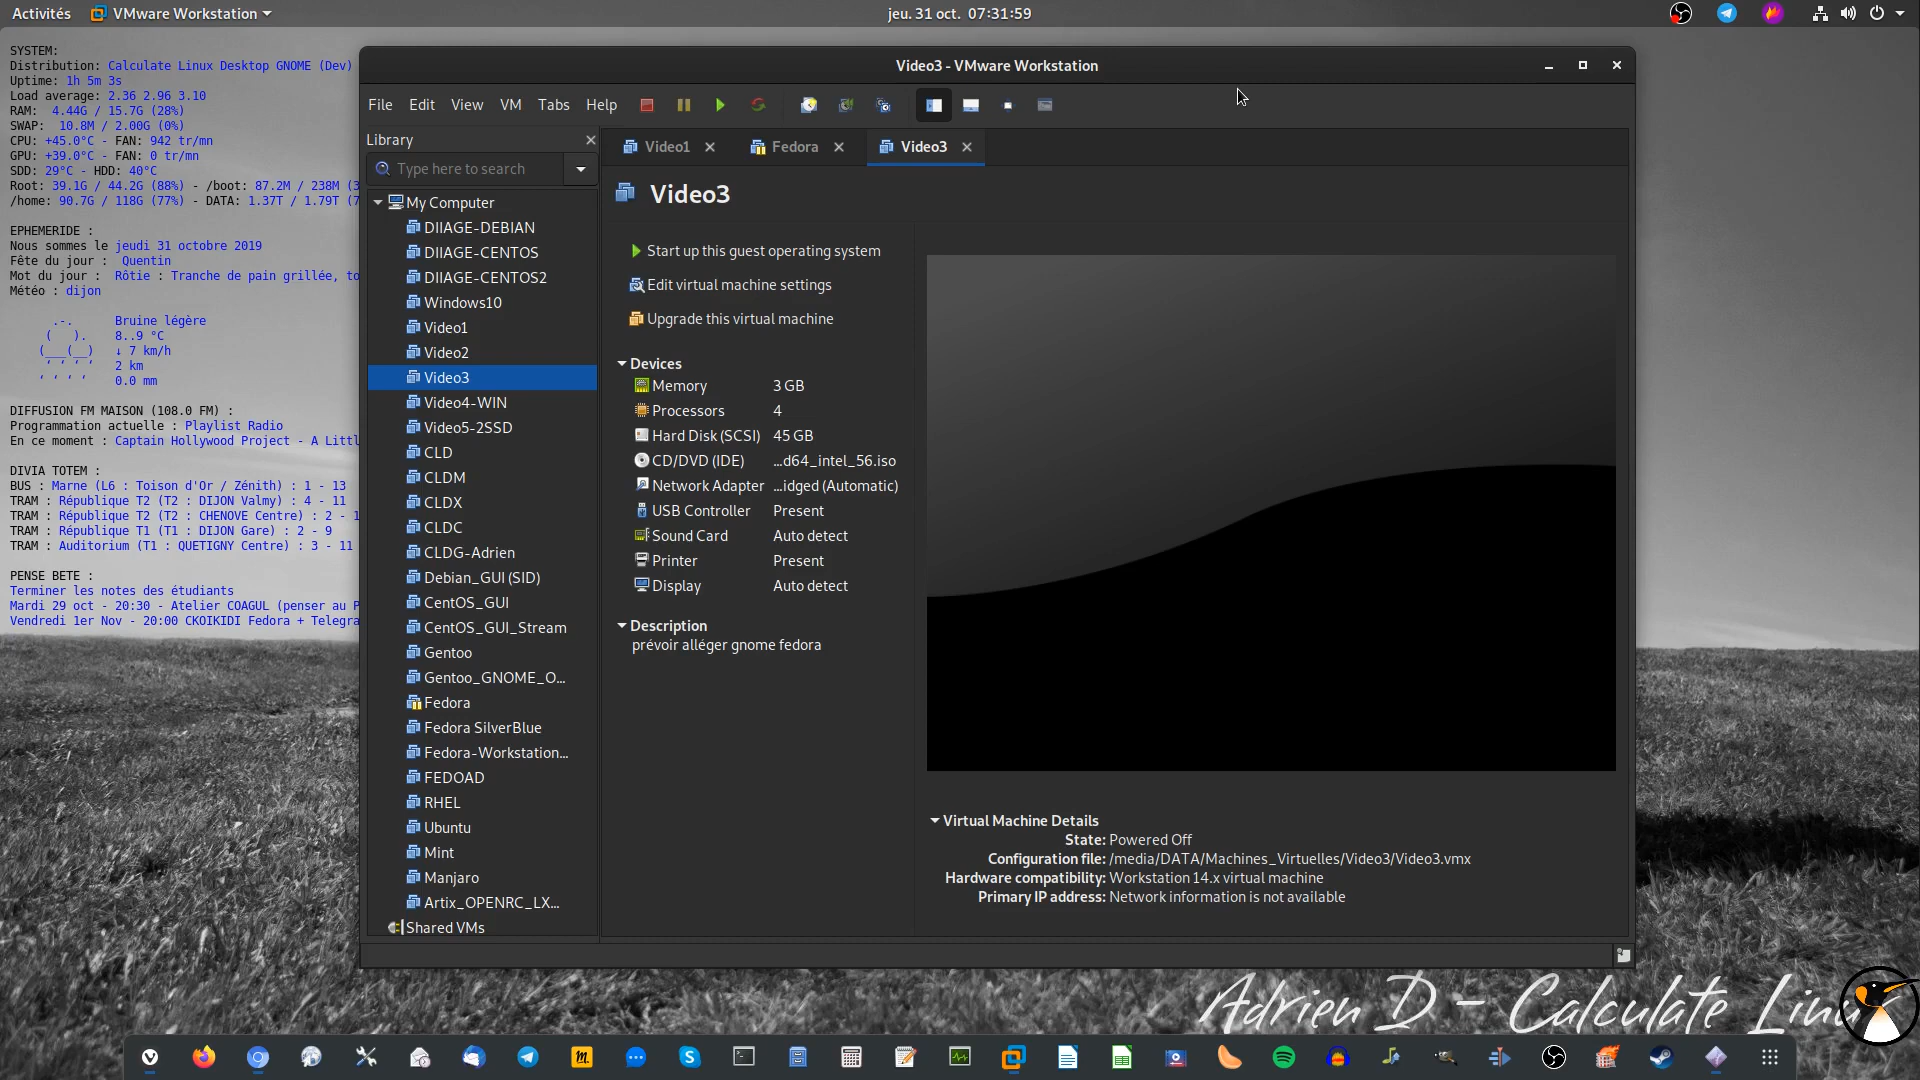 Activités
VMware Workstation
jeu. 31 oct. 07:31:59
SYSTEM:
Distribution: Calculate Linux Desktop GNOME (Dev)
Uptime: 1h 5m 3s
Load average: 2.36 2.96 3.10
RAM: 4.44G / 15.7G (28%)
SWAP: 10.8M / 2.00G (0%)
CPU: +45.0°C - FAN: 942 tr/mn
GPU: +39.0°C - FAN: 0 tr/mn
SDD: 29°C - HDD: 40°C
Root: 39.1G / 44.2G (88%) - /boot: 87.2M / 238M (3
/home: 90.7G / 118G (77%) - DATA: 1.37T / 1.79T (7
EPHEMERIDE :
Nous sommes le jeudi 31 octobre 2019
Fête du jour : Quentin
Mot du jour : Rôtie : Tranche de pain grillée, to
Météo : dijon
Bruine légère
8..9 °C
↓ 7 km/h
2 km
0.0 mm
DIFFUSION FM MAISON (108.0 FM) :
Programmation actuelle : Playlist Radio
En ce moment : Captain Hollywood Project - A Littl
DIVIA TOTEM :
BUS : Marne (L6 : Toison d'Or / Zénith) : 1 - 13
TRAM : République T2 (T2 : DIJON Valmy) : 4 - 11
TRAM : République T2 (T2 : CHENOVE Centre) : 2 - 1
TRAM : République T1 (T1 : DIJON Gare) : 2 - 9
TRAM : Auditorium (T1 : QUETIGNY Centre) : 3 - 11
PENSE BETE :
Terminer les notes des étudiants
Mardi 29 oct - 20:30 - Atelier COAGUL (penser au P
Vendredi 1er Nov - 20:00 CKOIKIDI Fedora + Telegra
Video3 - VMware Workstation
File Edit View VM Tabs Help
Library
Type here to search
My Computer
DIIAGE-DEBIAN
DIIAGE-CENTOS
DIIAGE-CENTOS2
Windows10
Video1
Video2
Video3
Video4-WIN
Video5-2SSD
CLD
CLDM
CLDX
CLDC
CLDG-Adrien
Debian_GUI (SID)
CentOS_GUI
CentOS_GUI_Stream
Gentoo
Gentoo_GNOME_O...
Fedora
Fedora SilverBlue
Fedora-Workstation...
FEDOAD
RHEL
Ubuntu
Mint
Manjaro
Artix_OPENRC_LX...
Shared VMs
Video1 Fedora Video3
Video3
Start up this guest operating system
Edit virtual machine settings
Upgrade this virtual machine
Devices
Memory 3 GB
Processors 4
Hard Disk (SCSI) 45 GB
CD/DVD (IDE) ...d64_intel_56.iso
Network Adapter ...idged (Automatic)
USB Controller Present
Sound Card Auto detect
Printer Present
Display Auto detect
Description
prévoir alléger gnome fedora
Virtual Machine Details
State: Powered Off
Configuration file: /media/DATA/Machines_Virtuelles/Video3/Video3.vmx
Hardware compatibility: Workstation 14.x virtual machine
Primary IP address: Network information is not available
Adrien D - Calculate Linux